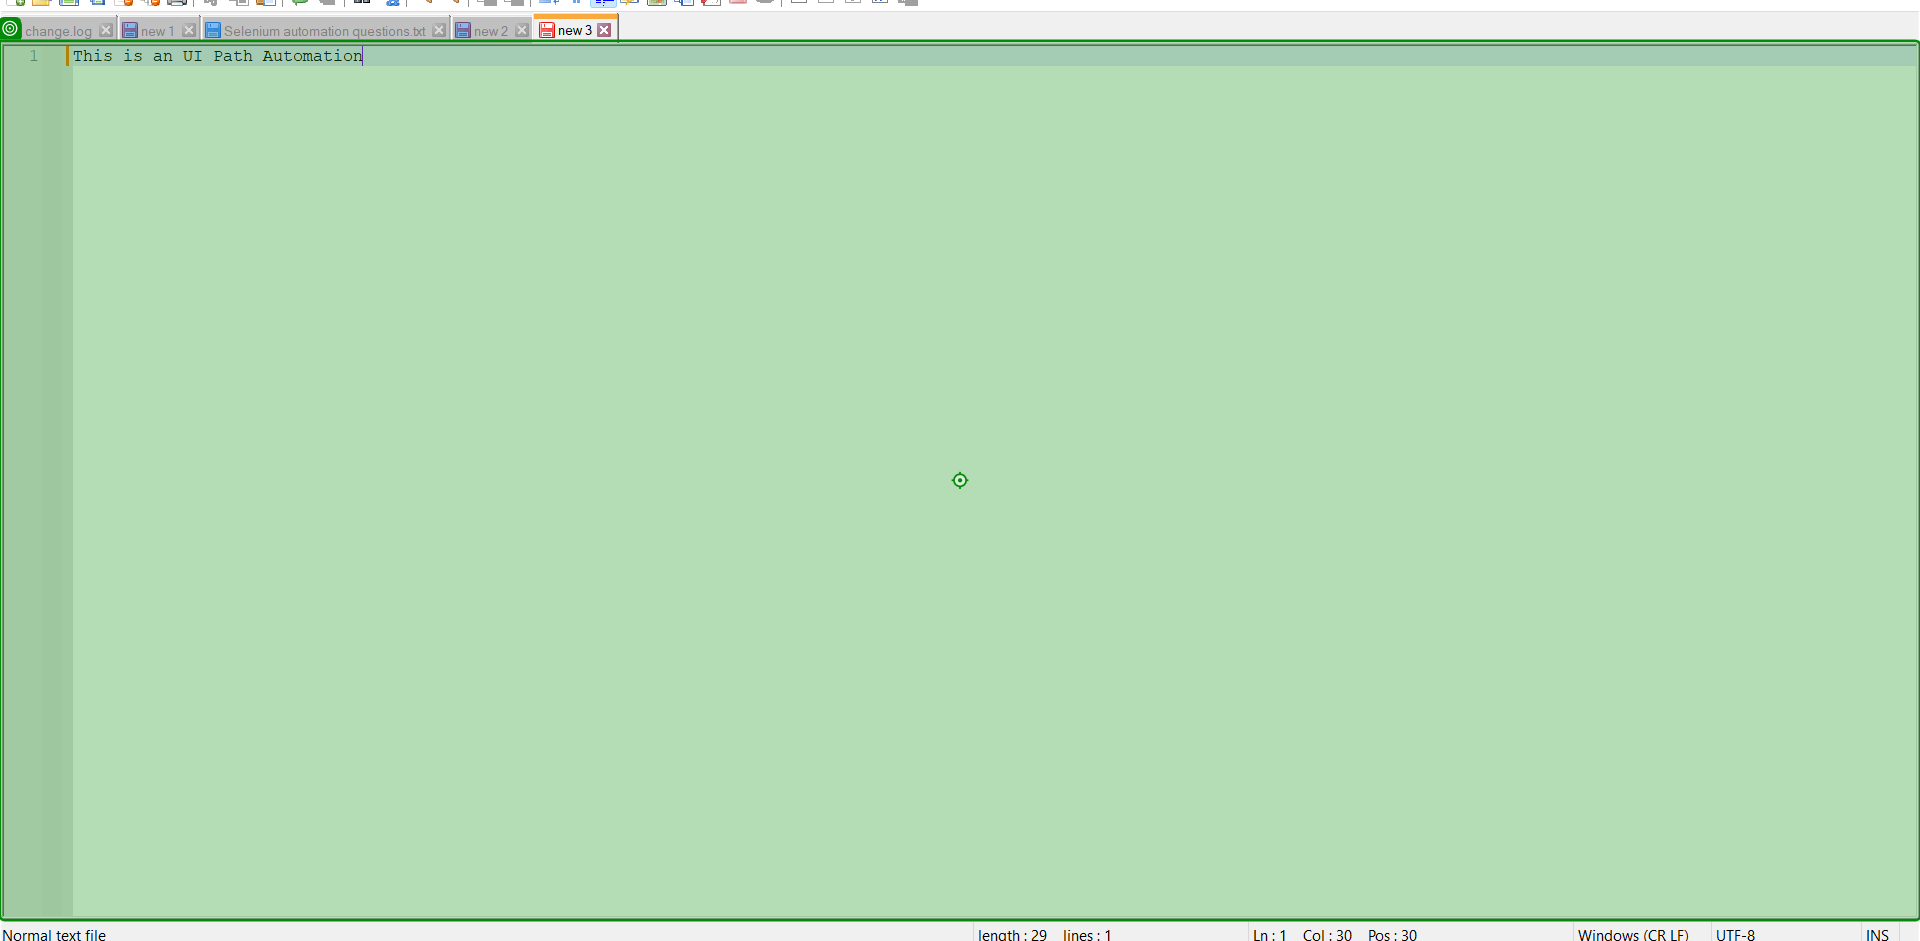 change.log new 1 Selenium automation questions.txt new 2 new 3
1 This is an UI Path Automation
Normal text file length : 29 lines : 1 Ln : 1 Col : 30 Pos : 30 Windows (CR LF) UTF-8 INS